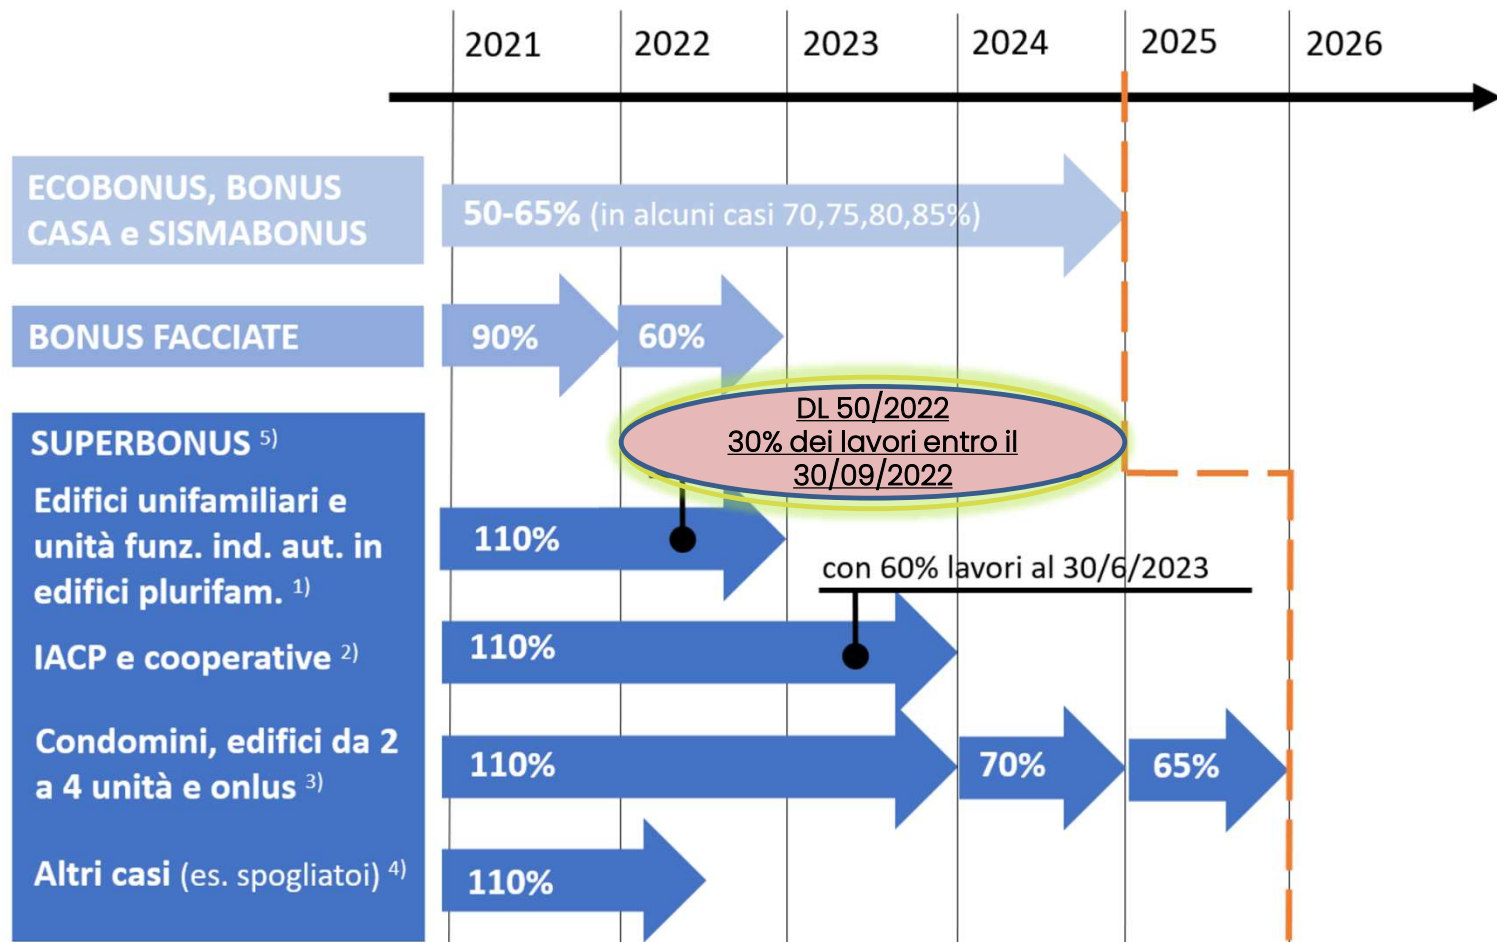 2021 2022 2023 2024 2025 2026
ECOBONUS, BONUS
CASA e SISMABONUS
50-65% (in alcuni casi 70,75,80,85%)
BONUS FACCIATE
90%
60%
DL 50/2022
30% dei lavori entro il
30/09/2022
SUPERBONUS 5)
Edifici unifamiliari e
unità funz. ind. aut. in
edifici plurifam. 1)
110%
con 60% lavori al 30/6/2023
IACP e cooperative 2)
110%
Condomini, edifici da 2
a 4 unità e onlus 3)
110%
70%
65%
Altri casi (es. spogliatoi) 4)
110%